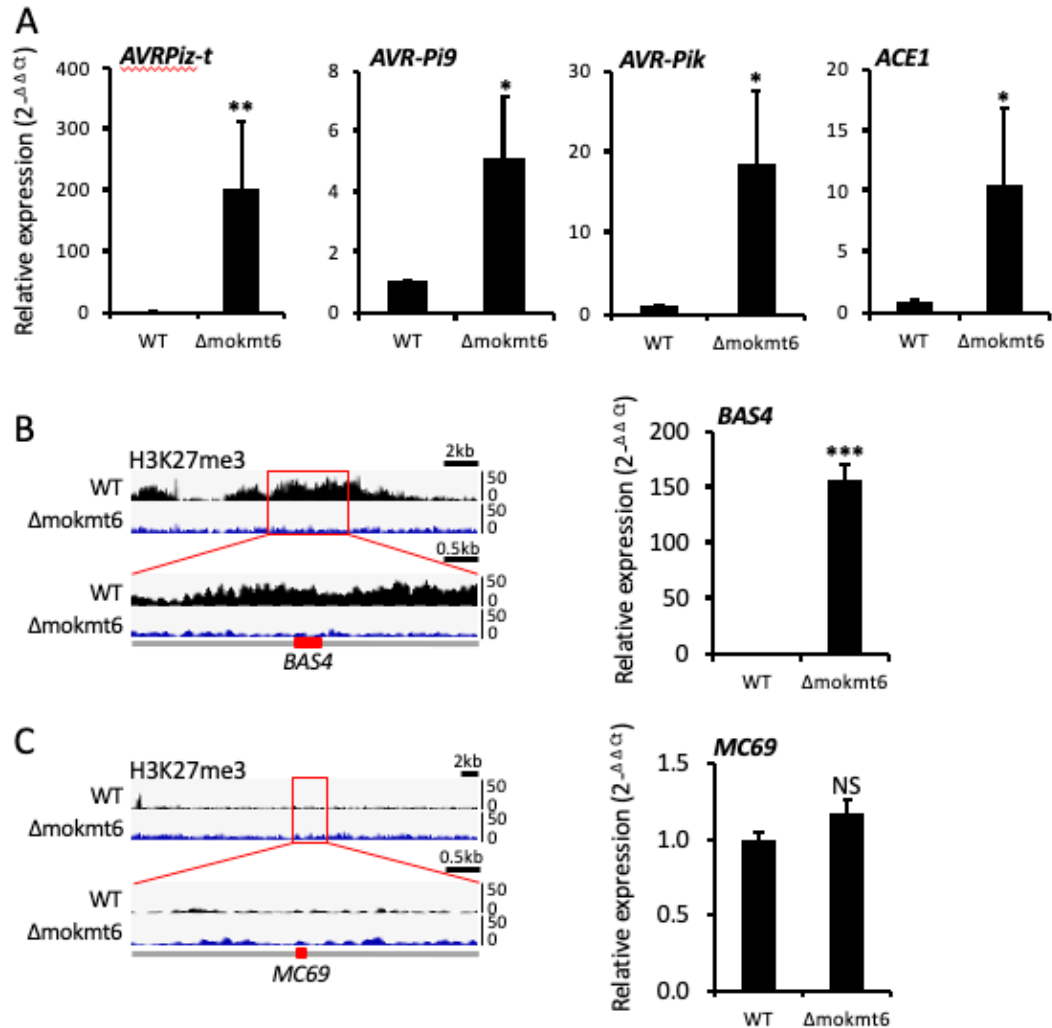 A
AVRPiz-t
AVR-Pi9
AVR-Pik
ACE1
Relative expression (2-ΔΔCt)
400
300
200
100
0
**
WT
Δmokmt6
8
6
4
2
0
*
WT
Δmokmt6
30
20
10
0
*
WT
Δmokmt6
20
15
10
5
0
*
WT
Δmokmt6
B
H3K27me3
2kb
WT
50
0
Δmokmt6
50
0
0.5kb
WT
50
0
Δmokmt6
50
0
BAS4
BAS4
Relative expression (2-ΔΔCt)
200
150
100
50
0
***
WT
Δmokmt6
C
H3K27me3
2kb
WT
50
0
Δmokmt6
50
0
0.5kb
WT
50
0
Δmokmt6
50
0
MC69
MC69
Relative expression (2-ΔΔCt)
1.5
1.0
0.5
0.0
NS
WT
Δmokmt6